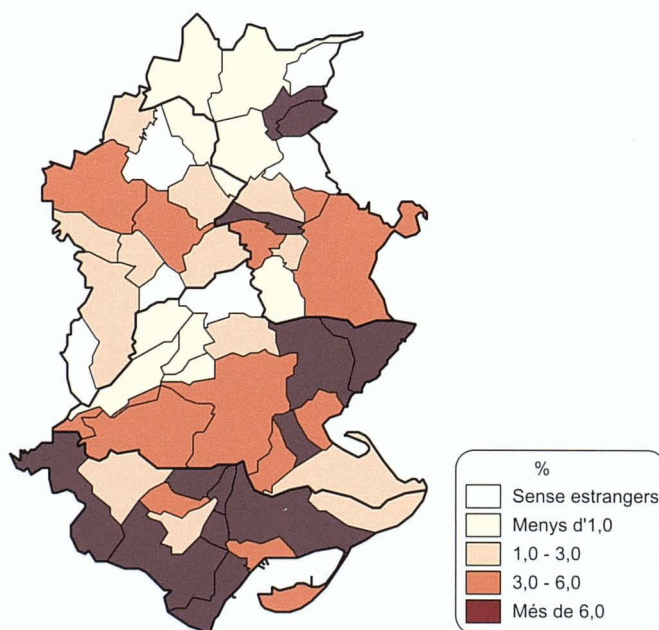 %
Sense estrangers
Menys d'1,0
1,0 - 3,0
3,0 - 6,0
Més de 6,0